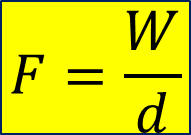 F = W/d